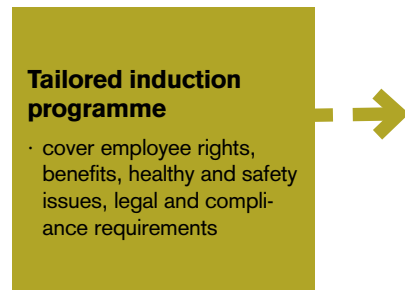 Tailored induction
programme
· cover employee rights,
benefits, healthy and safety
issues, legal and compli-
ance requirements